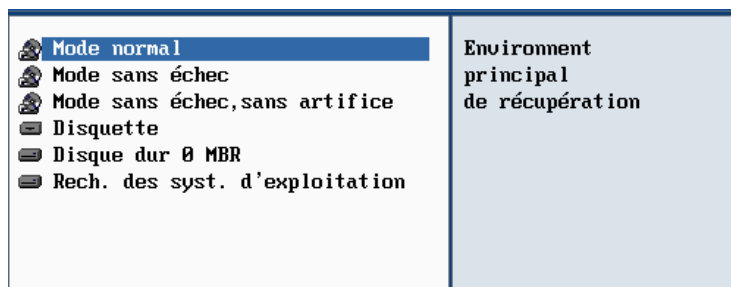 Mode normal
Mode sans échec
Mode sans échec,sans artifice
Disquette
Disque dur 0 MBR
Rech. des syst. d'exploitation
Environment
principal
de récupération